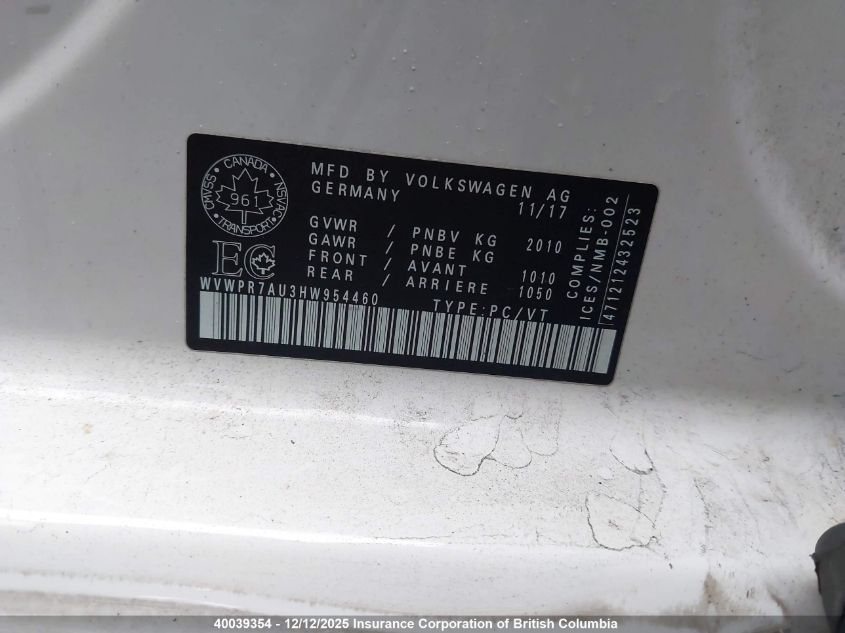 CANADA
CMVSS
NSVAC
961
TRANSPORT
EC
MFD BY VOLKSWAGEN AG
GERMANY 11/17
GVWR / PNBV KG 2010
GAWR / PNBE KG
FRONT / AVANT 1010
REAR / ARRIERE 1050
WVWPR7AU3HW954460 TYPE:PC/VT
COMPLIES:
ICES/NMB-002
471212432523
40039354 - 12/12/2025 Insurance Corporation of British Columbia